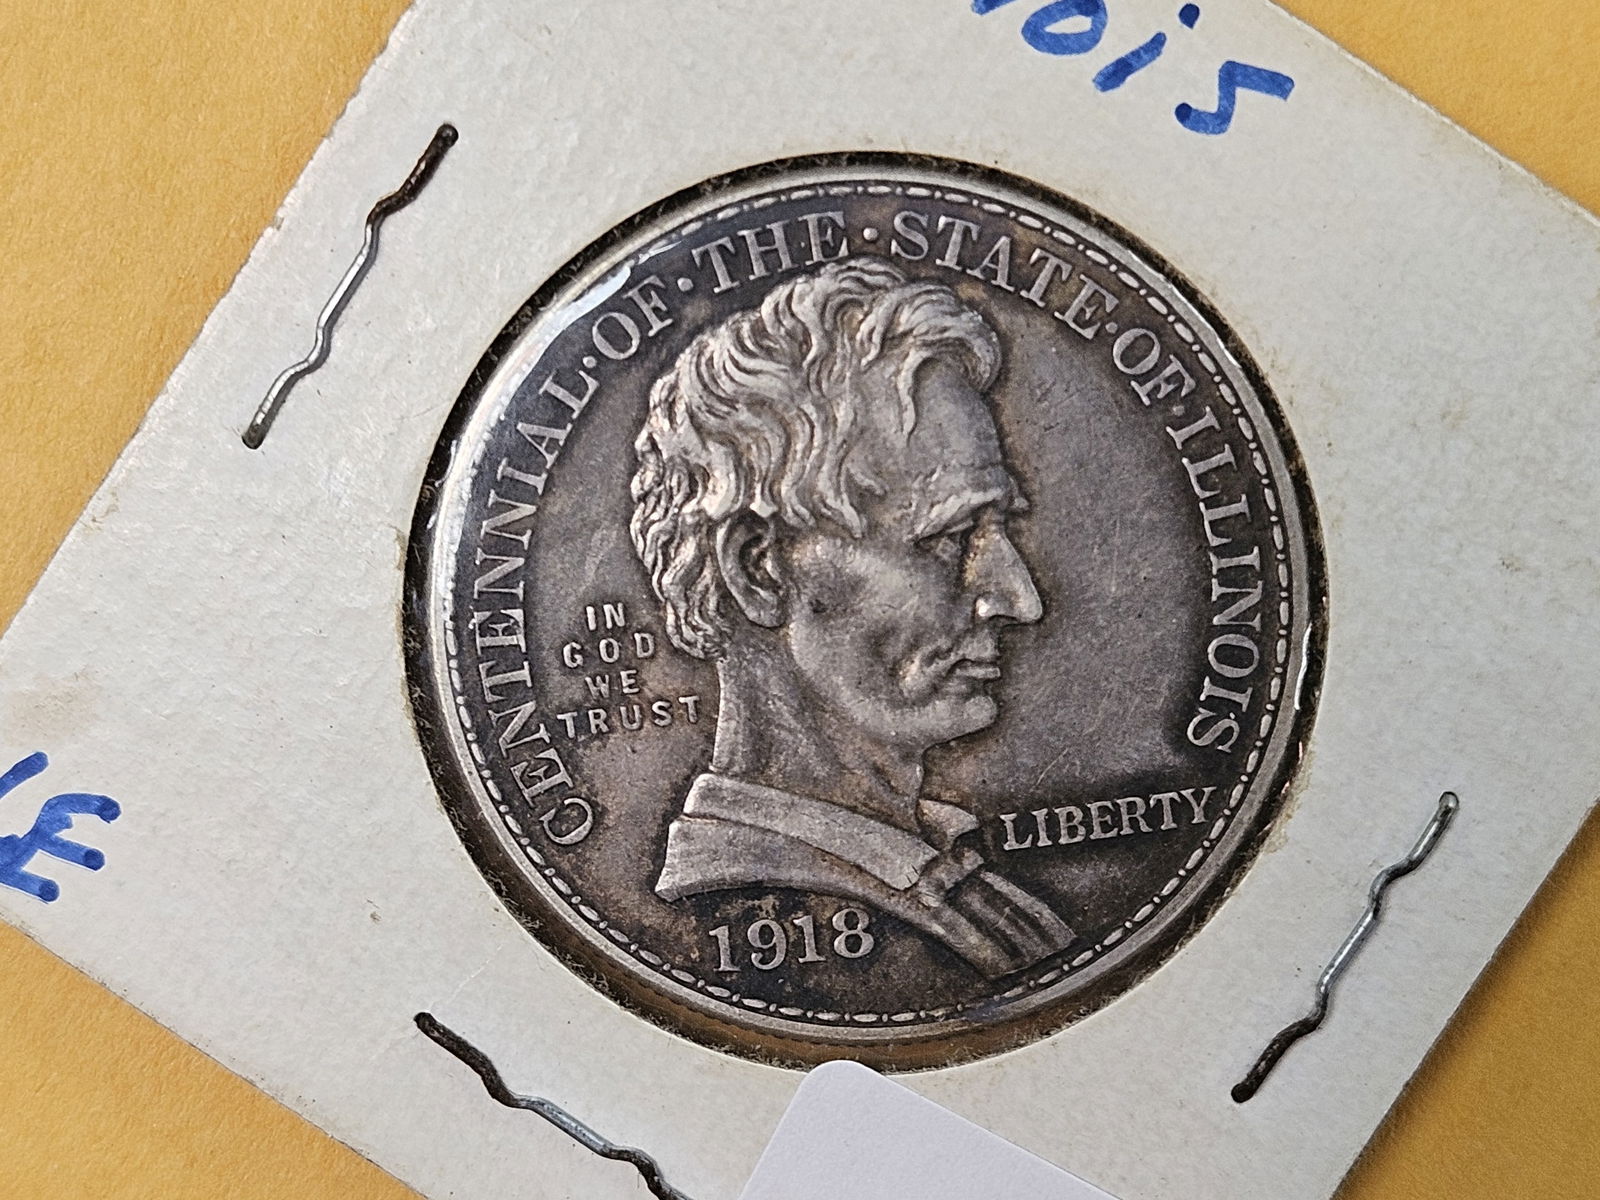 CENTENNIAL·OF·THE·STATE·OF·ILLINOIS
IN
GOD
WE
TRUST
LIBERTY
1918